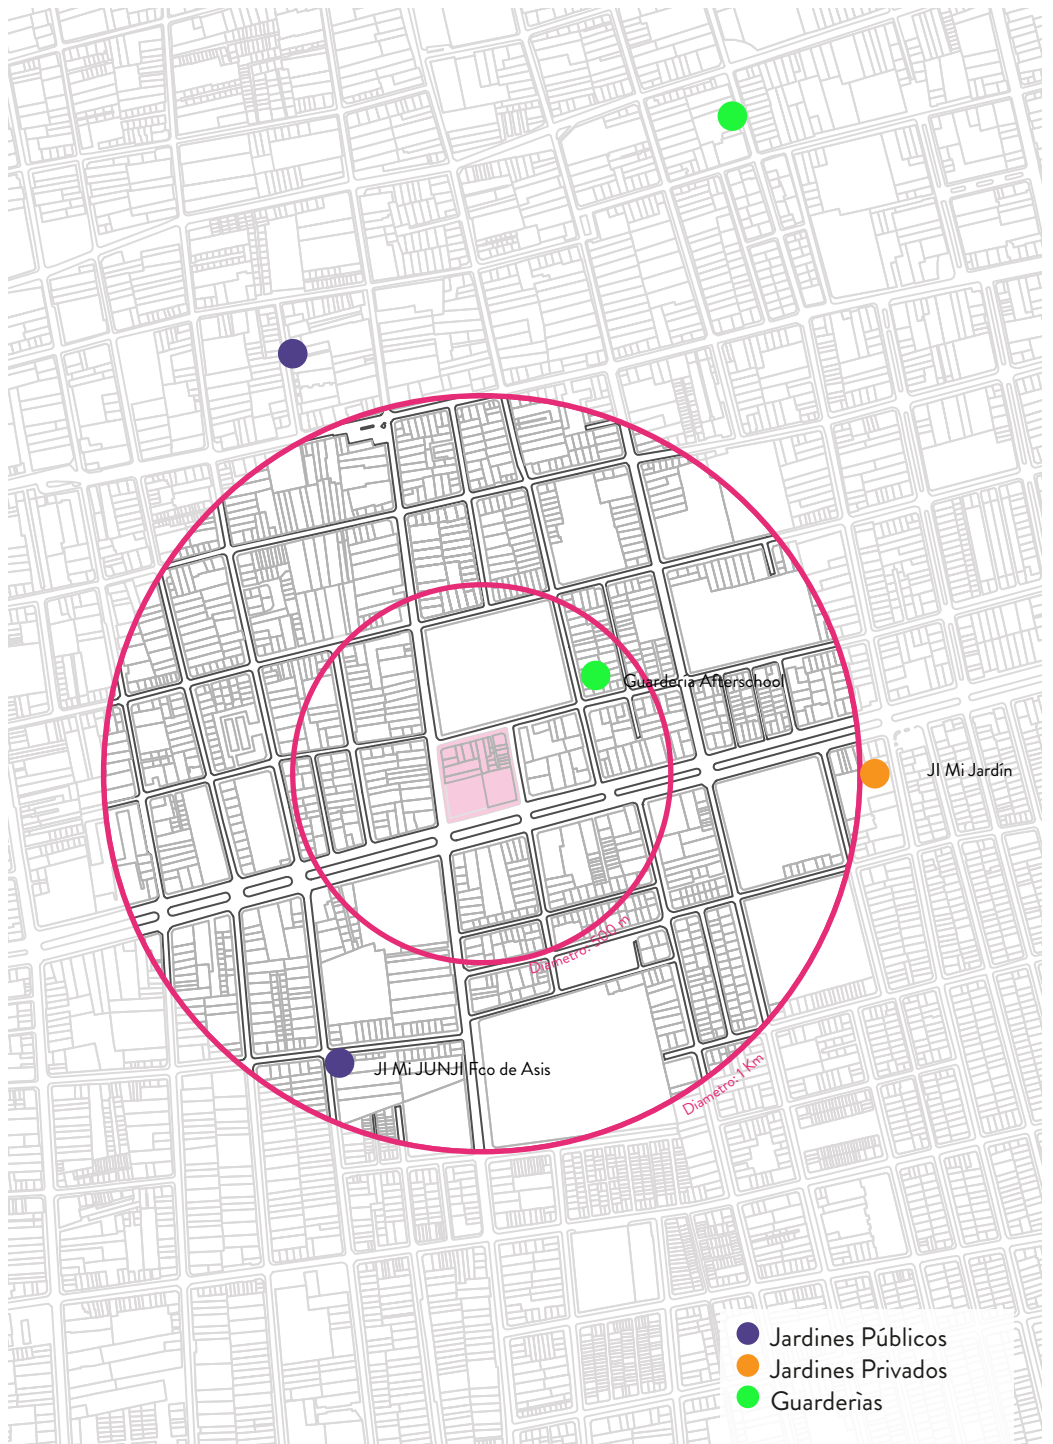 Guarderia Afterschool
JI Mi Jardín
Diametro: 500 m
JI Mi JUNJI Fco de Asis
Diametro: 1 Km
Jardines Públicos
Jardines Privados
Guarderìas